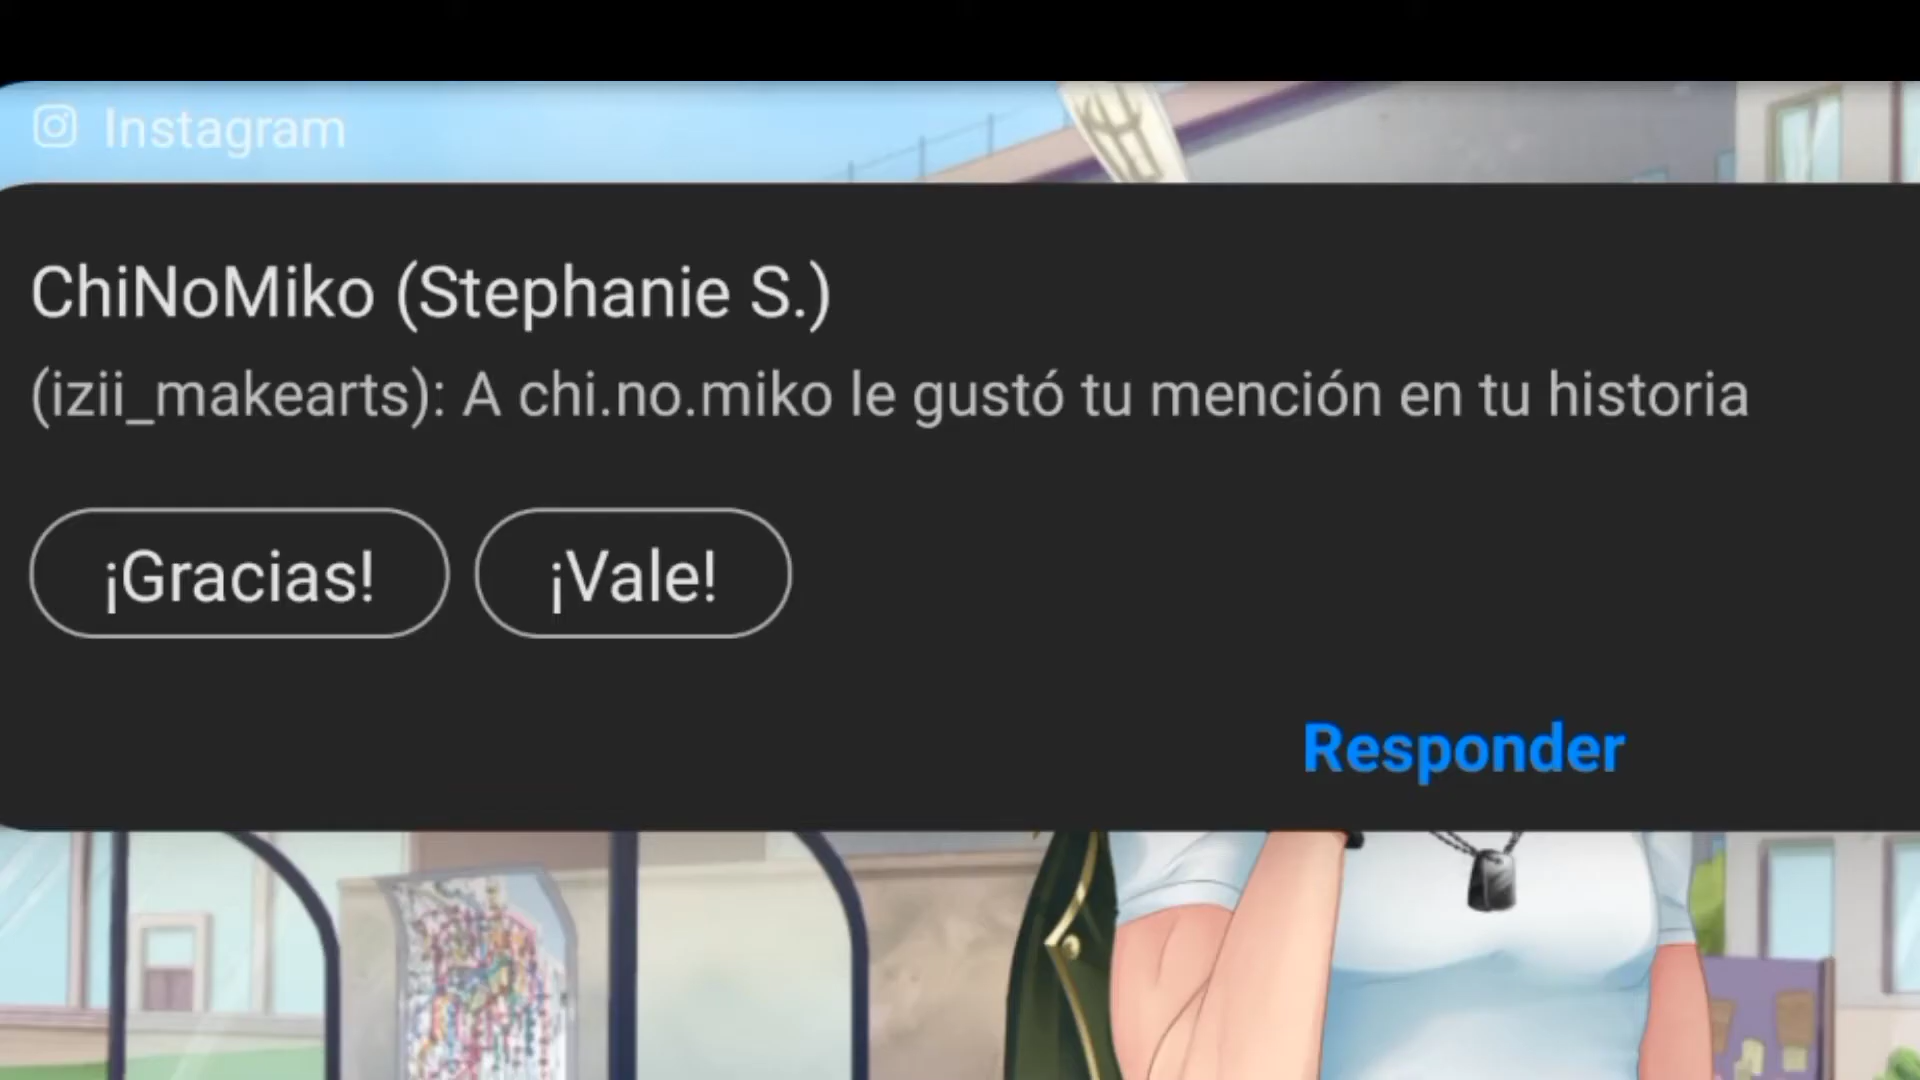 Instagram
ChiNoMiko (Stephanie S.)
(izii_makearts): A chi.no.miko le gustó tu mención en tu historia
¡Gracias!
¡Vale!
Responder